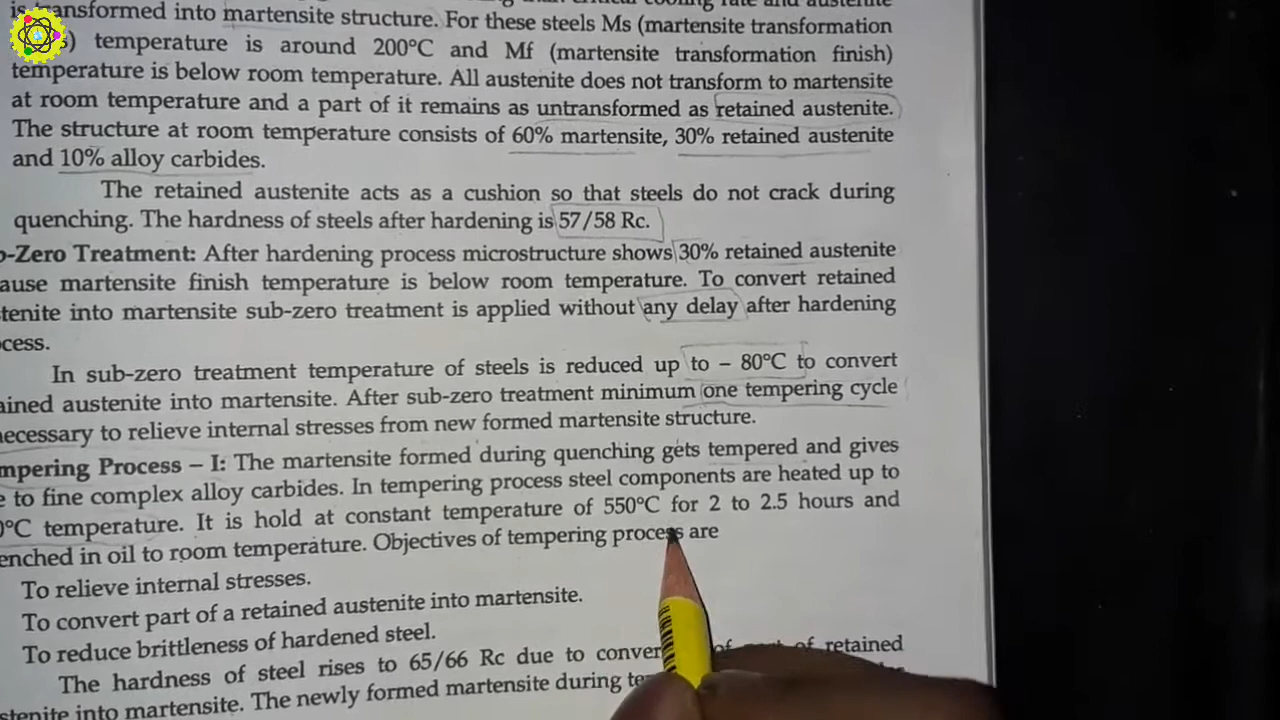 is transformed into martensite structure. For these steels Ms (martensite transformation
temperature is around 200°C and Mf (martensite transformation finish)
temperature is below room temperature. All austenite does not transform to martensite
at room temperature and a part of it remains as untransformed as retained austenite.
The structure at room temperature consists of 60% martensite, 30% retained austenite
and 10% alloy carbides.
The retained austenite acts as a cushion so that steels do not crack during
quenching. The hardness of steels after hardening is 57/58 Rc.
-Zero Treatment: After hardening process microstructure shows 30% retained austenite
ause martensite finish temperature is below room temperature. To convert retained
tenite into martensite sub-zero treatment is applied without any delay after hardening
cess.
In sub-zero treatment temperature of steels is reduced up to – 80°C to convert
ained austenite into martensite. After sub-zero treatment minimum one tempering cycle
necessary to relieve internal stresses from new formed martensite structure.
mpering Process – I: The martensite formed during quenching gets tempered and gives
e to fine complex alloy carbides. In tempering process steel components are heated up to
0°C temperature. It is hold at constant temperature of 550°C for 2 to 2.5 hours and
enched in oil to room temperature. Objectives of tempering process are
To relieve internal stresses.
To convert part of a retained austenite into martensite.
To reduce brittleness of hardened steel.
The hardness of steel rises to 65/66 Rc due to conver of part of retained
stenite into martensite. The newly formed martensite during te